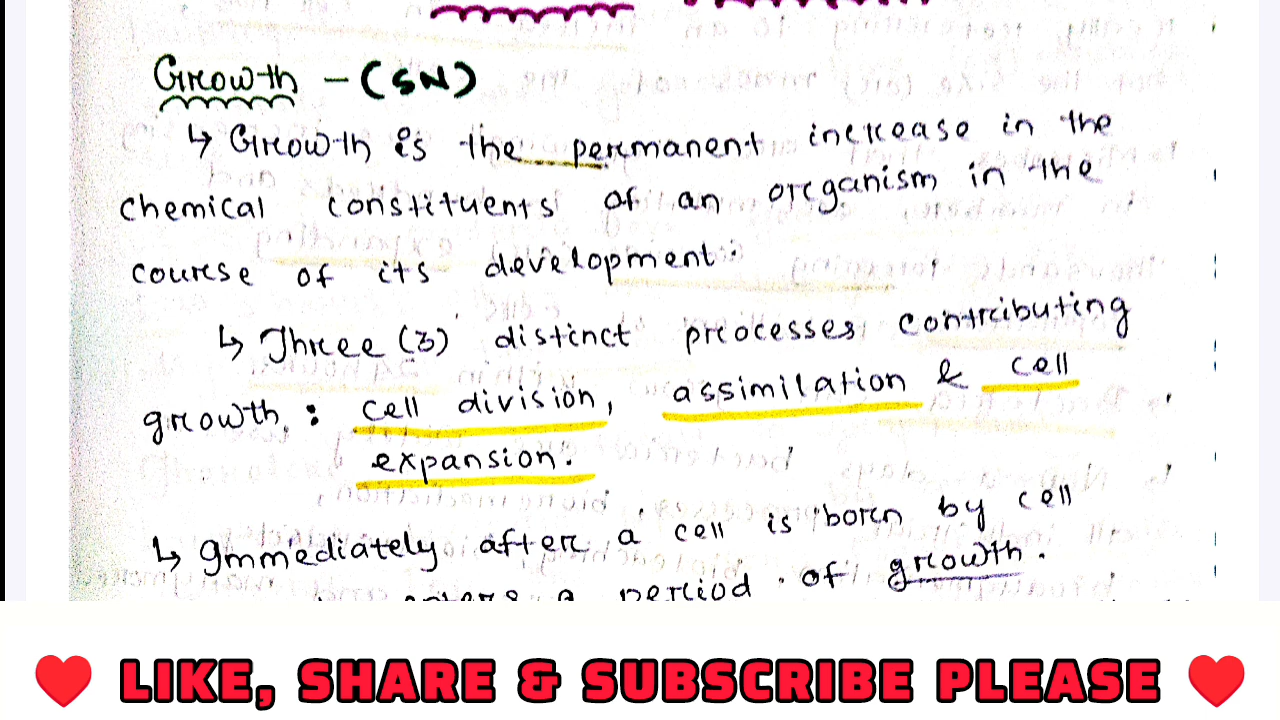 Growth - (SN)
↳ Growth is the permanent increase in the
chemical constituents of an organism in the
course of its development.
↳ Three (3) distinct processes contributing
growth : cell division, assimilation & cell
expansion.
↳ Immediately after a cell is born by cell
enters a period of growth.
LIKE, SHARE & SUBSCRIBE PLEASE